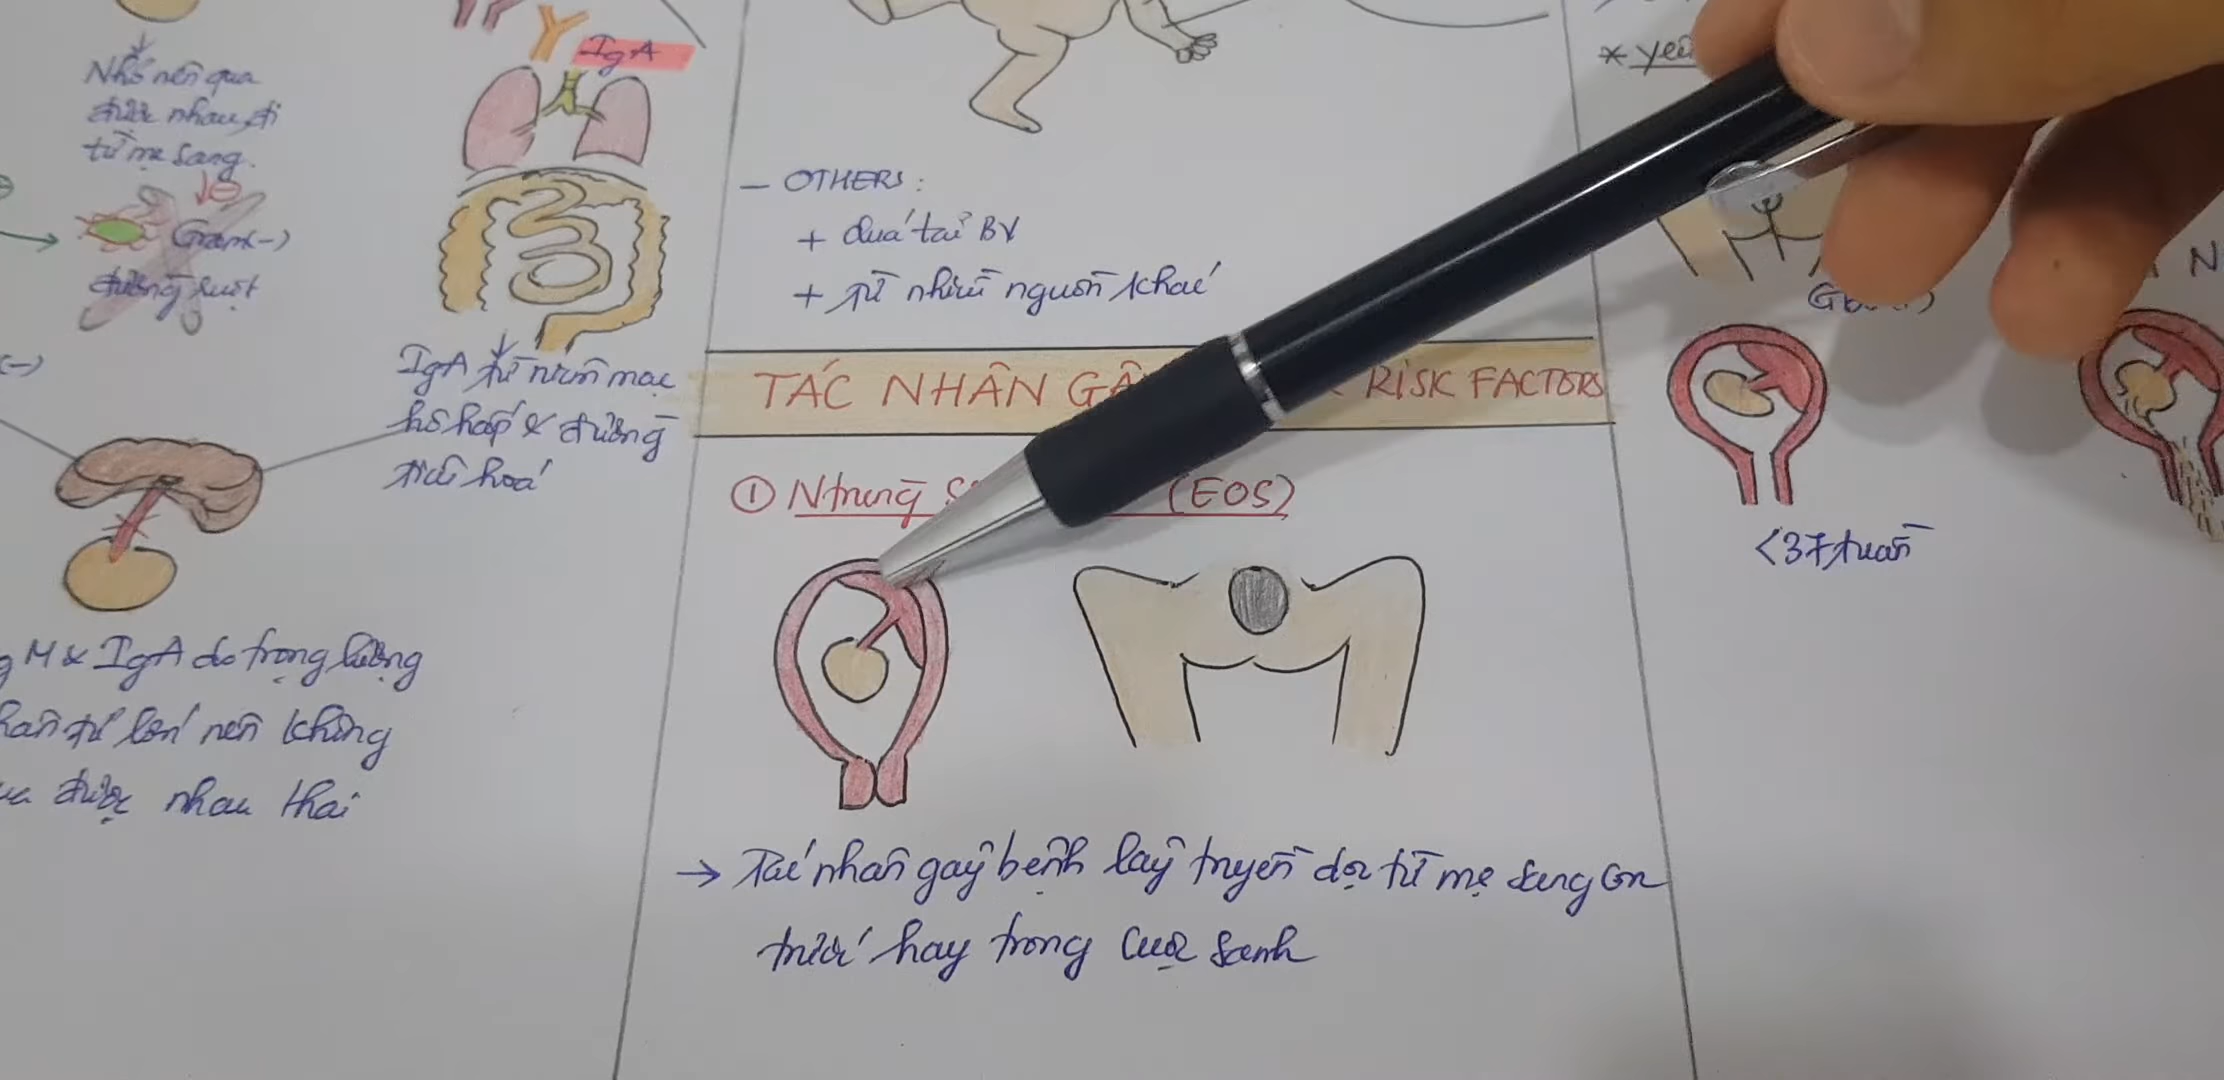 Nhỏ nên qua
được nhau, đi
từ mẹ sang.
Gram(-)
đường ruột
(-)
IgA
IgA từ niêm mạc
hô hấp & đường
tiêu hoá
M & IgA do trọng lượng
tử lớn nên không
được nhau thai
- OTHERS:
+ Quá tải BV
+ Từ nhiều nguồn khác
TÁC NHÂN GÂ RISK FACTORS
① Ntrùng S (EOS)
→ Tác nhân gây bệnh lây truyền dọc từ mẹ sang con
trước hay trong cuộc sanh
* yếu
<37 tuần
N